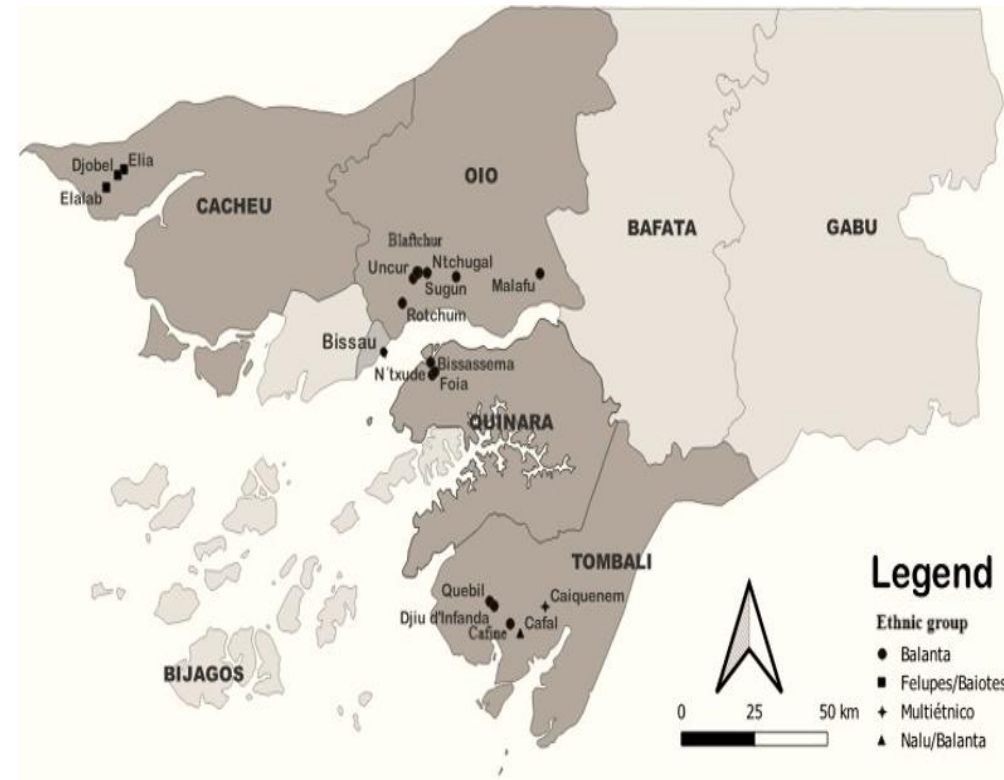 Djobel
Elia
Elalab
CACHEU
OIO
BAFATA
GABU
Blaftchur
Uncur
Ntchugal
Sugun
Malafu
Rotchum
Bissau
Bissassema
N´txude
Foia
QUINARA
TOMBALI
Quebil
Caiquenem
Djiu d'Infanda
Cafal
Cafine
BIJAGOS
Legend
Ethnic group
Balanta
Felupes/Baiotes
Multiétnico
Nalu/Balanta
0 25 50 km